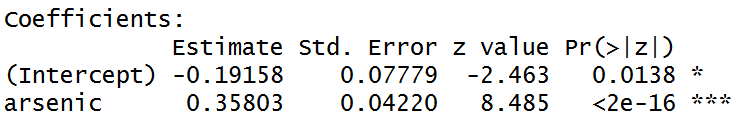 Coefficients:
Estimate Std. Error z value Pr(>|z|)
(Intercept) -0.19158 0.07779 -2.463 0.0138 *
arsenic 0.35803 0.04220 8.485 <2e-16 ***